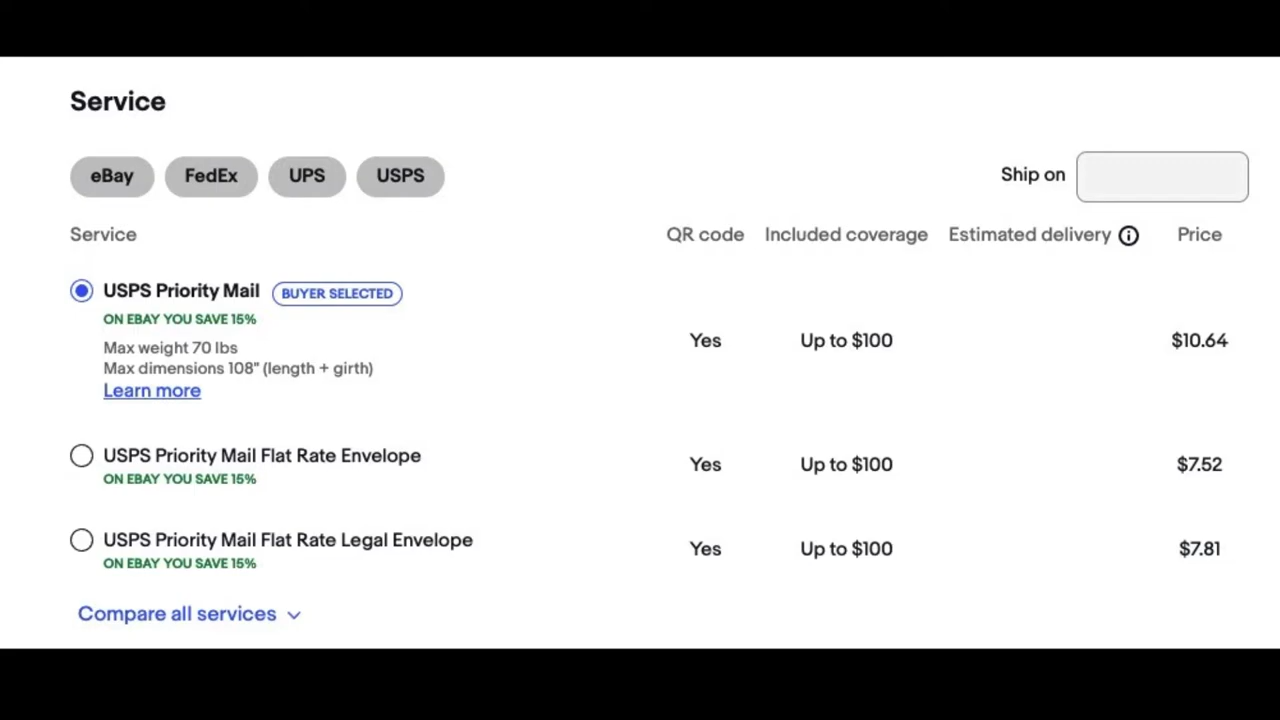 Service
eBay FedEx UPS USPS Ship on
Service QR code Included coverage Estimated delivery Price
USPS Priority Mail BUYER SELECTED
ON EBAY YOU SAVE 15%
Max weight 70 lbs
Yes Up to $100 $10.64
Max dimensions 108" (length + girth)
Learn more
USPS Priority Mail Flat Rate Envelope
Yes Up to $100 $7.52
ON EBAY YOU SAVE 15%
USPS Priority Mail Flat Rate Legal Envelope
Yes Up to $100 $7.81
ON EBAY YOU SAVE 15%
Compare all services